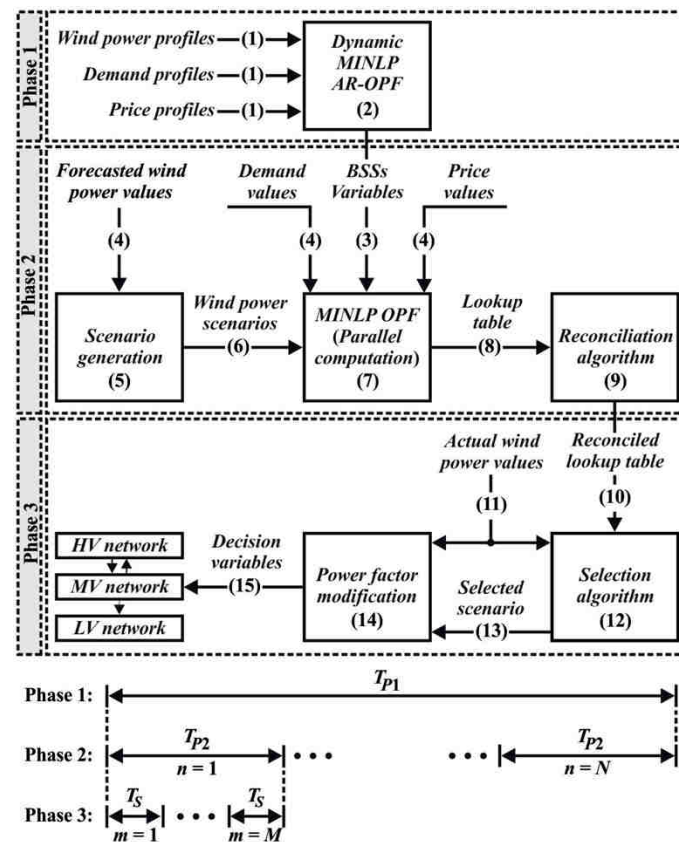 Phase 1
Wind power profiles (1)
Demand profiles (1)
Price profiles (1)
Dynamic
MINLP
AR-OPF
(2)
Phase 2
Forecasted wind
power values
(4)
Demand
values
(4)
BSSs
Variables
(3)
Price
values
(4)
Scenario
generation
(5)
Wind power
scenarios
(6)
MINLP OPF
(Parallel
computation)
(7)
Lookup
table
(8)
Reconciliation
algorithm
(9)
Phase 3
Actual wind
power values
(11)
Reconciled
lookup table
(10)
HV network
MV network
LV network
Decision
variables
(15)
Power factor
modification
(14)
Selected
scenario
(13)
Selection
algorithm
(12)
Phase 1: TP1
Phase 2: TP2 n = 1 • • • • • • TP2 n = N
Phase 3: TS m = 1 • • • TS m = M